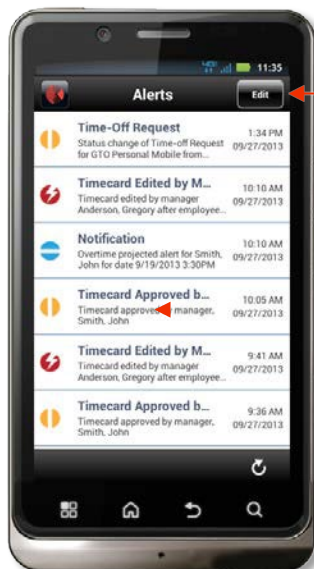 11:35
Alerts
Edit
Time-Off Request
1:34 PM
Status change of Time-off Request
09/27/2013
for GTO Personal Mobile from...
Timecard Edited by M...
10:10 AM
Timecard edited by manager
09/27/2013
Anderson, Gregory after employee...
Notification
10:10 AM
Overtime projected alert for Smith,
09/27/2013
John for date 9/19/2013 3:30PM
Timecard Approved b...
10:05 AM
Timecard approved by manager,
09/27/2013
Smith, John
Timecard Edited by M...
9:41 AM
Timecard edited by manager
09/27/2013
Anderson, Gregory after employee...
Timecard Approved b...
9:36 AM
Timecard approved by manager,
09/27/2013
Smith, John